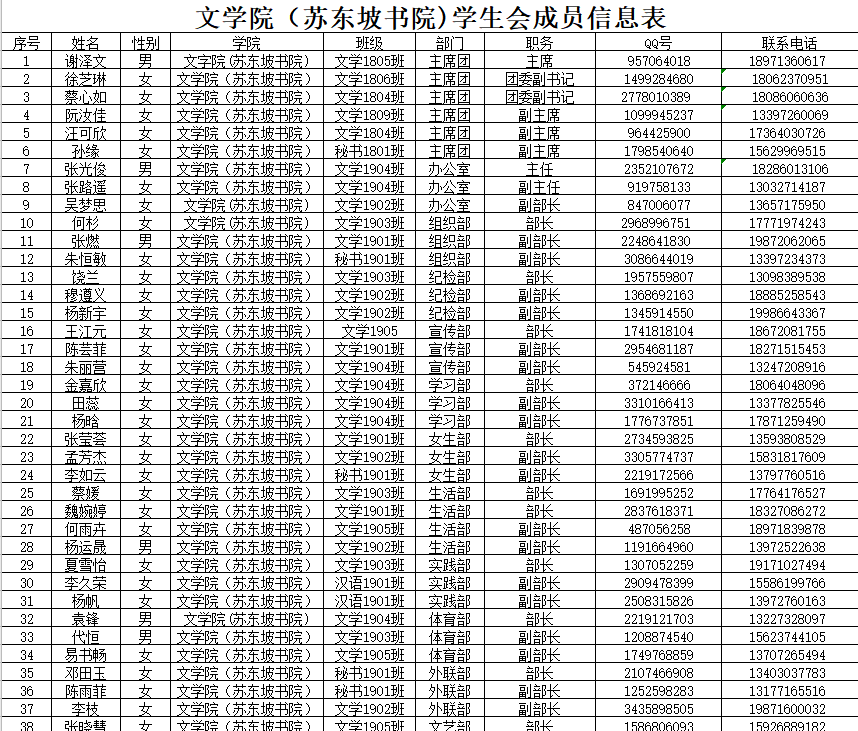 文学院（苏东坡书院)学生会成员信息表
序号 姓名 性别 学院 班级 部门 职务 QQ号 联系电话
1 谢泽文 男 文字院(苏东坡书院） 文学1805班 主席团 主席 957064018 18971360617
2 徐芝琳 女 文学院（苏东坡书院） 文学1806班 主席团 团委副书记 1499284680 18062370951
3 蔡心如 女 文学院（苏东坡书院） 文学1804班 主席团 团委副书记 2778010389 18086060636
4 阮汝佳 女 文学院（苏东坡书院） 文学1809班 主席团 副主席 1099945237 13397260069
5 汪可欣 女 文学院（苏东坡书院） 文学1804班 主席团 副主席 964425900 17364030726
6 孙缘 女 文学院（苏东坡书院） 秘书1801班 主席团 副主席 1798540640 15629969515
7 张光俊 男 文学院（苏东坡书院） 文学1904班 办公室 主任 2352107672 18286013106
8 张路遥 女 文学院（苏东坡书院） 文学1904班 办公室 副主任 919758133 13032714187
9 吴梦思 女 文学院(苏东坡书院） 文学1902班 办公室 副部长 847006077 13657175950
10 何杉 女 文学院(苏东坡书院） 文学1903班 组织部 部长 2968996751 17771974243
11 张燃 男 文学院（苏东坡书院） 文学1901班 组织部 副部长 2248641830 19872062065
12 朱恒敏 女 文学院（苏东坡书院） 秘书1901班 组织部 副部长 3086644019 13397234373
13 饶兰 女 文学院（苏东坡书院） 文学1903班 纪检部 部长 1957559807 13098389538
14 穆遵义 女 文学院（苏东坡书院） 文学1902班 纪检部 副部长 1368692163 18885258543
15 杨新宇 女 文学院（苏东坡书院） 文学1902班 纪检部 副部长 1345914550 19986643367
16 王江元 女 文学院（苏东坡书院） 文学1905 宣传部 部长 1741818104 18672081755
17 陈芸菲 女 文学院（苏东坡书院） 文学1901班 宣传部 副部长 2954681187 18271515453
18 朱丽营 女 文学院（苏东坡书院） 文学1904班 宣传部 副部长 545924581 13247208916
19 金嘉欣 女 文学院（苏东坡书院） 文学1904班 学习部 部长 372146666 18064048096
20 田蕊 女 文学院（苏东坡书院） 文学1904班 学习部 副部长 3310166413 13377825546
21 杨晗 女 文学院（苏东坡书院） 文学1904班 学习部 副部长 1776737851 17871259490
22 张莹荟 女 文学院（苏东坡书院） 文学1901班 女生部 部长 2734593825 13593808529
23 孟芳杰 女 文学院（苏东坡书院） 文学1902班 女生部 副部长 3305774737 15831817609
24 李如云 女 文学院（苏东坡书院） 秘书1901班 女生部 副部长 2219172566 13797760516
25 蔡媛 女 文学院（苏东坡书院） 文学1903班 生活部 部长 1691995252 17764176527
26 魏婉婷 女 文学院（苏东坡书院） 文学1901班 生活部 部长 2837618371 18327086272
27 何雨卉 女 文学院（苏东坡书院） 文学1905班 生活部 副部长 487056258 18971839878
28 杨运晟 男 文学院（苏东坡书院） 文学1902班 生活部 副部长 1191664960 13972522638
29 夏雪怡 女 文学院（苏东坡书院） 文学1903班 实践部 部长 1307052259 19171027494
30 李久荣 女 文学院（苏东坡书院） 汉语1901班 实践部 副部长 2909478399 15586199766
31 杨帆 女 文学院（苏东坡书院） 汉语1901班 实践部 副部长 2508315826 13972760163
32 袁锋 男 文学院(苏东坡书院） 文学1904班 体育部 部长 2219121703 13227328097
33 代恒 男 文学院（苏东坡书院） 文学1903班 体育部 副部长 1208874540 15623744105
34 易书畅 女 文学院（苏东坡书院） 文学1905班 体育部 副部长 1749768859 13707265494
35 邓田玉 女 文学院（苏东坡书院） 秘书1901班 外联部 部长 2107466908 13403037783
36 陈雨菲 女 文学院（苏东坡书院） 秘书1901班 外联部 副部长 1252598283 13177165516
37 李枝 女 文学院（苏东坡书院） 文学1902班 外联部 副部长 3435898505 19871600032
38 张晓慧 女 文学院（苏东坡书院） 文学1905班 文艺部 部长 1586806093 15926889182